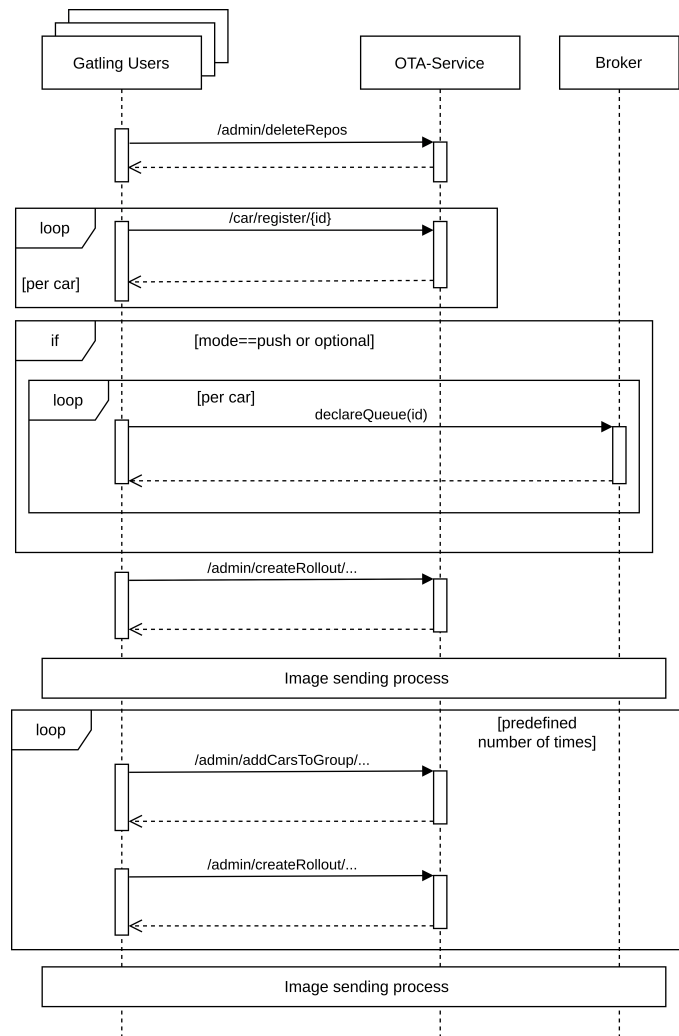 Gatling Users
OTA-Service
Broker
/admin/deleteRepos
loop
/car/register/{id}
[per car]
if
[mode==push or optional]
loop
[per car]
declareQueue(id)
/admin/createRollout/...
Image sending process
loop
[predefined
number of times]
/admin/addCarsToGroup/...
/admin/createRollout/...
Image sending process